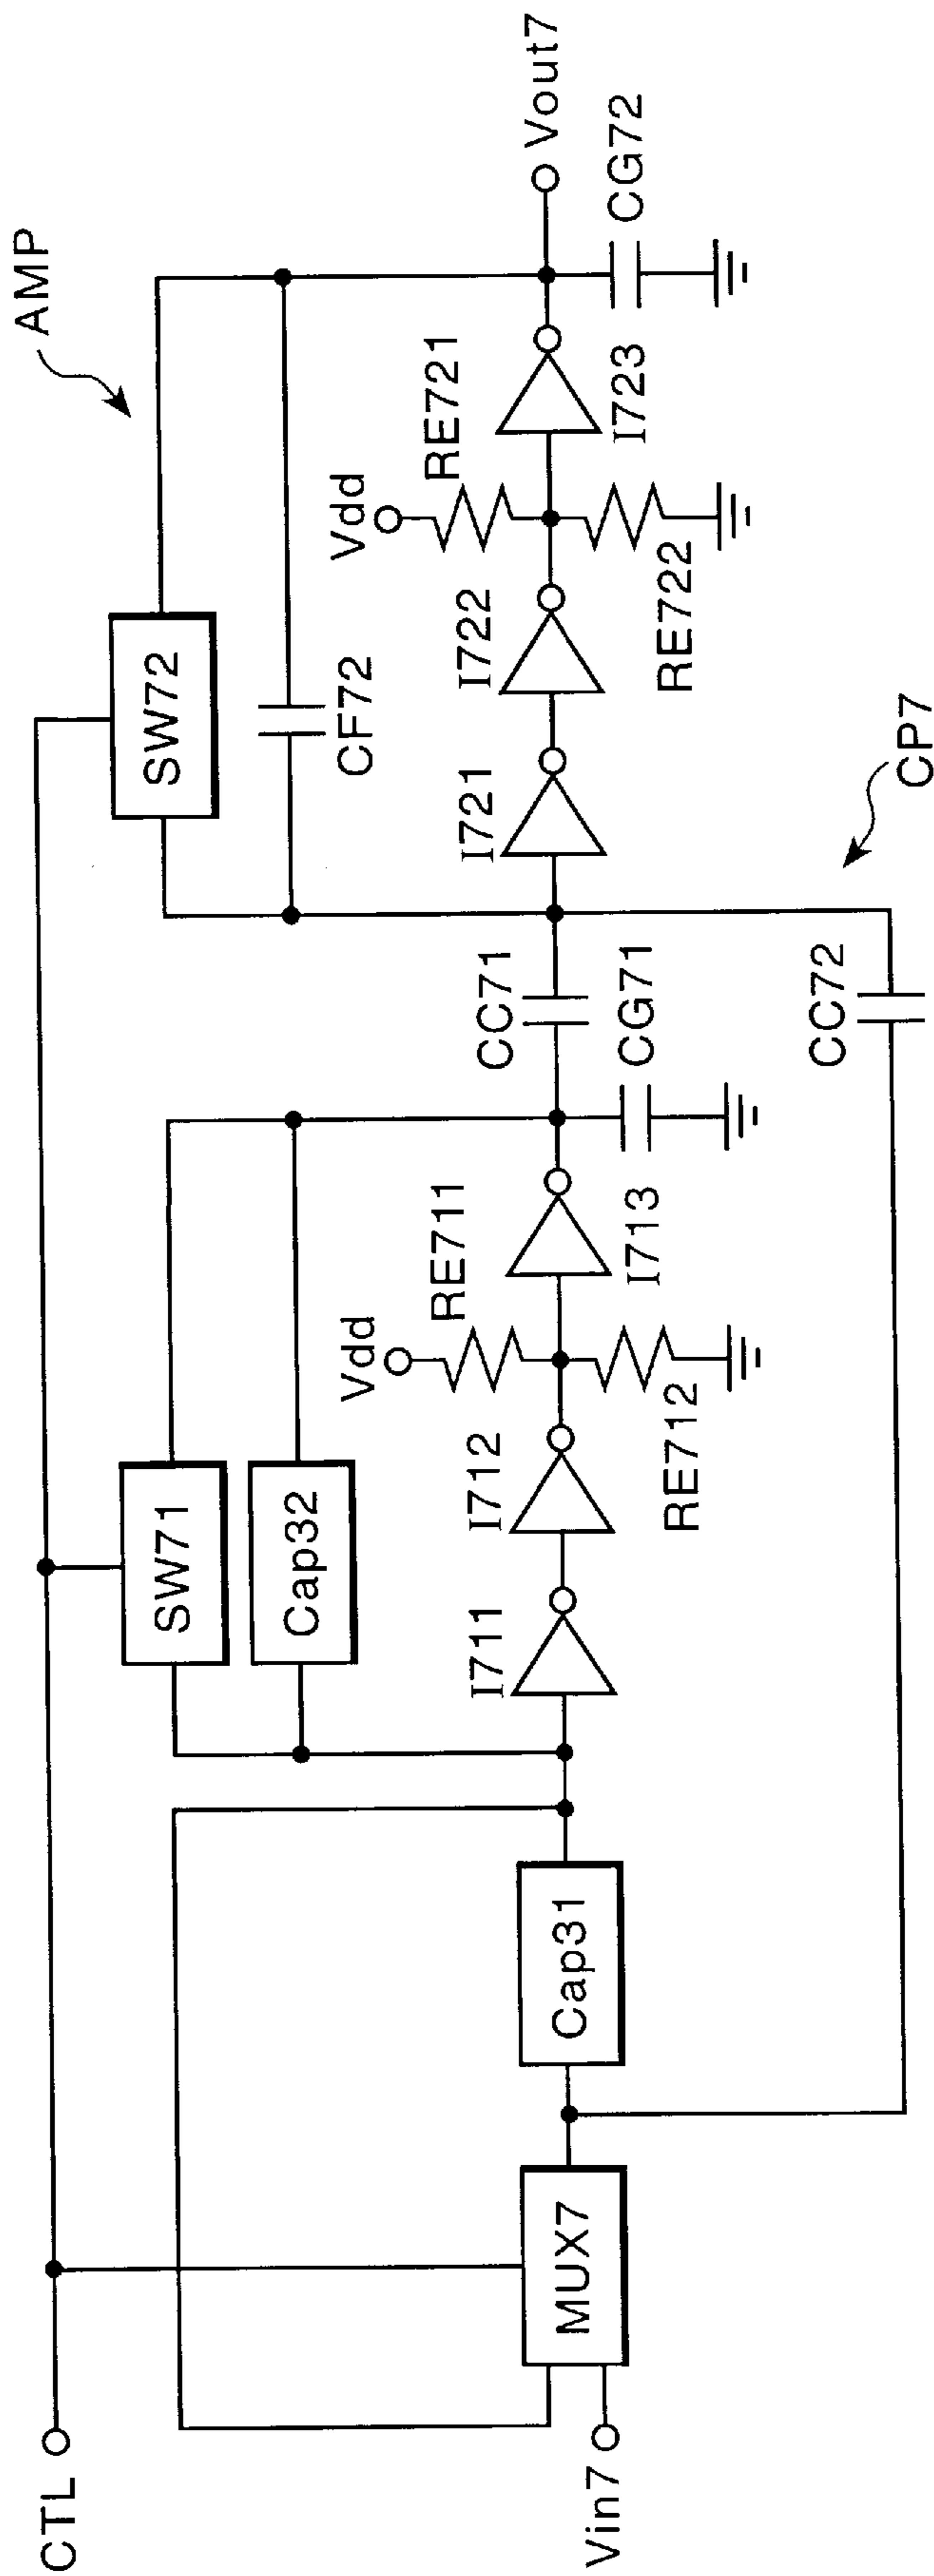 CTL
Vin7
MUX7
Cap31
SW71
Cap32
I711
I712
Vdd
RE711
RE712
I713
CC71
CG71
CC72
CP7
SW72
CF72
I721
I722
Vdd
RE721
RE722
I723
AMP
CG72
Vout7